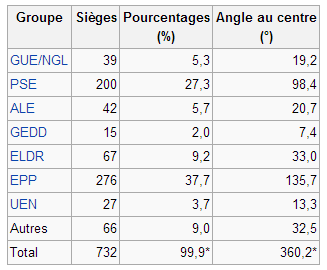 Groupe Sièges Pourcentages (%) Angle au centre (°)
GUE/NGL 39 5,3 19,2
PSE 200 27,3 98,4
ALE 42 5,7 20,7
GEDD 15 2,0 7,4
ELDR 67 9,2 33,0
EPP 276 37,7 135,7
UEN 27 3,7 13,3
Autres 66 9,0 32,5
Total 732 99,9* 360,2*